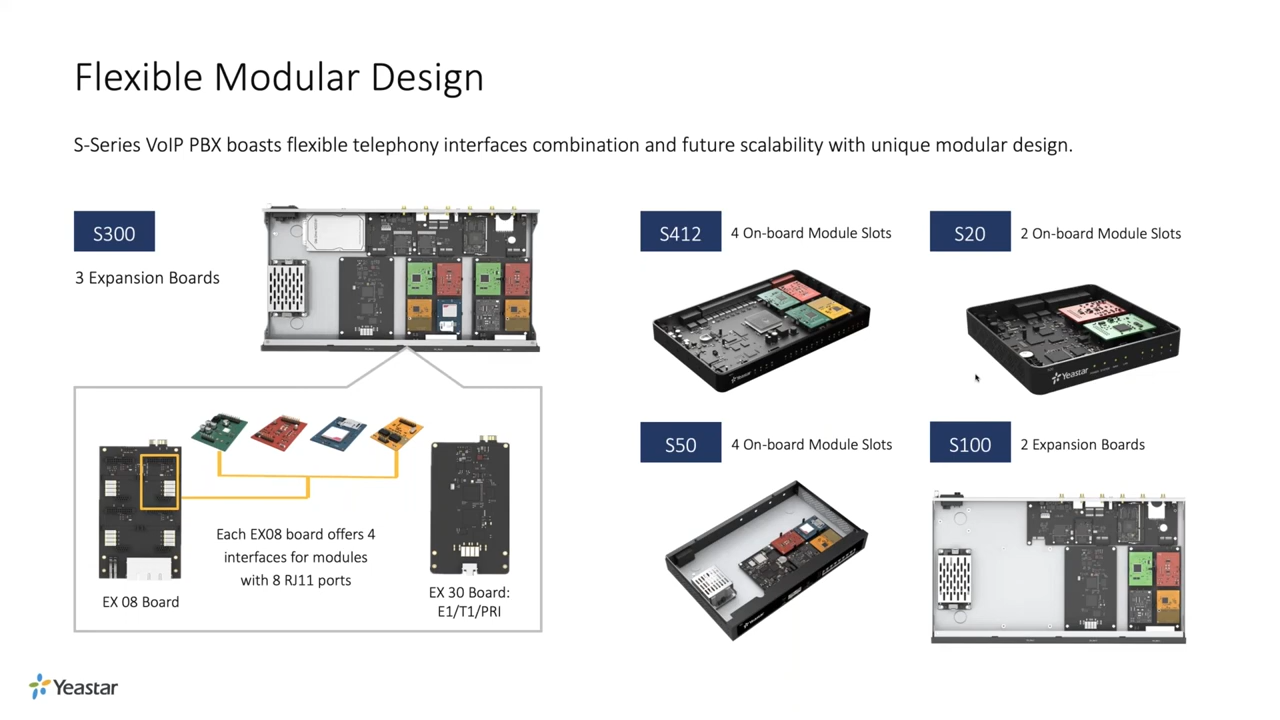 Flexible Modular Design
S-Series VoIP PBX boasts flexible telephony interfaces combination and future scalability with unique modular design.
S300
3 Expansion Boards
Each EX08 board offers 4
interfaces for modules
with 8 RJ11 ports
EX 08 Board
EX 30 Board:
E1/T1/PRI
S412
4 On-board Module Slots
Yeastar
S20
2 On-board Module Slots
Yeastar
S50
4 On-board Module Slots
Yeastar
S100
2 Expansion Boards
Yeastar